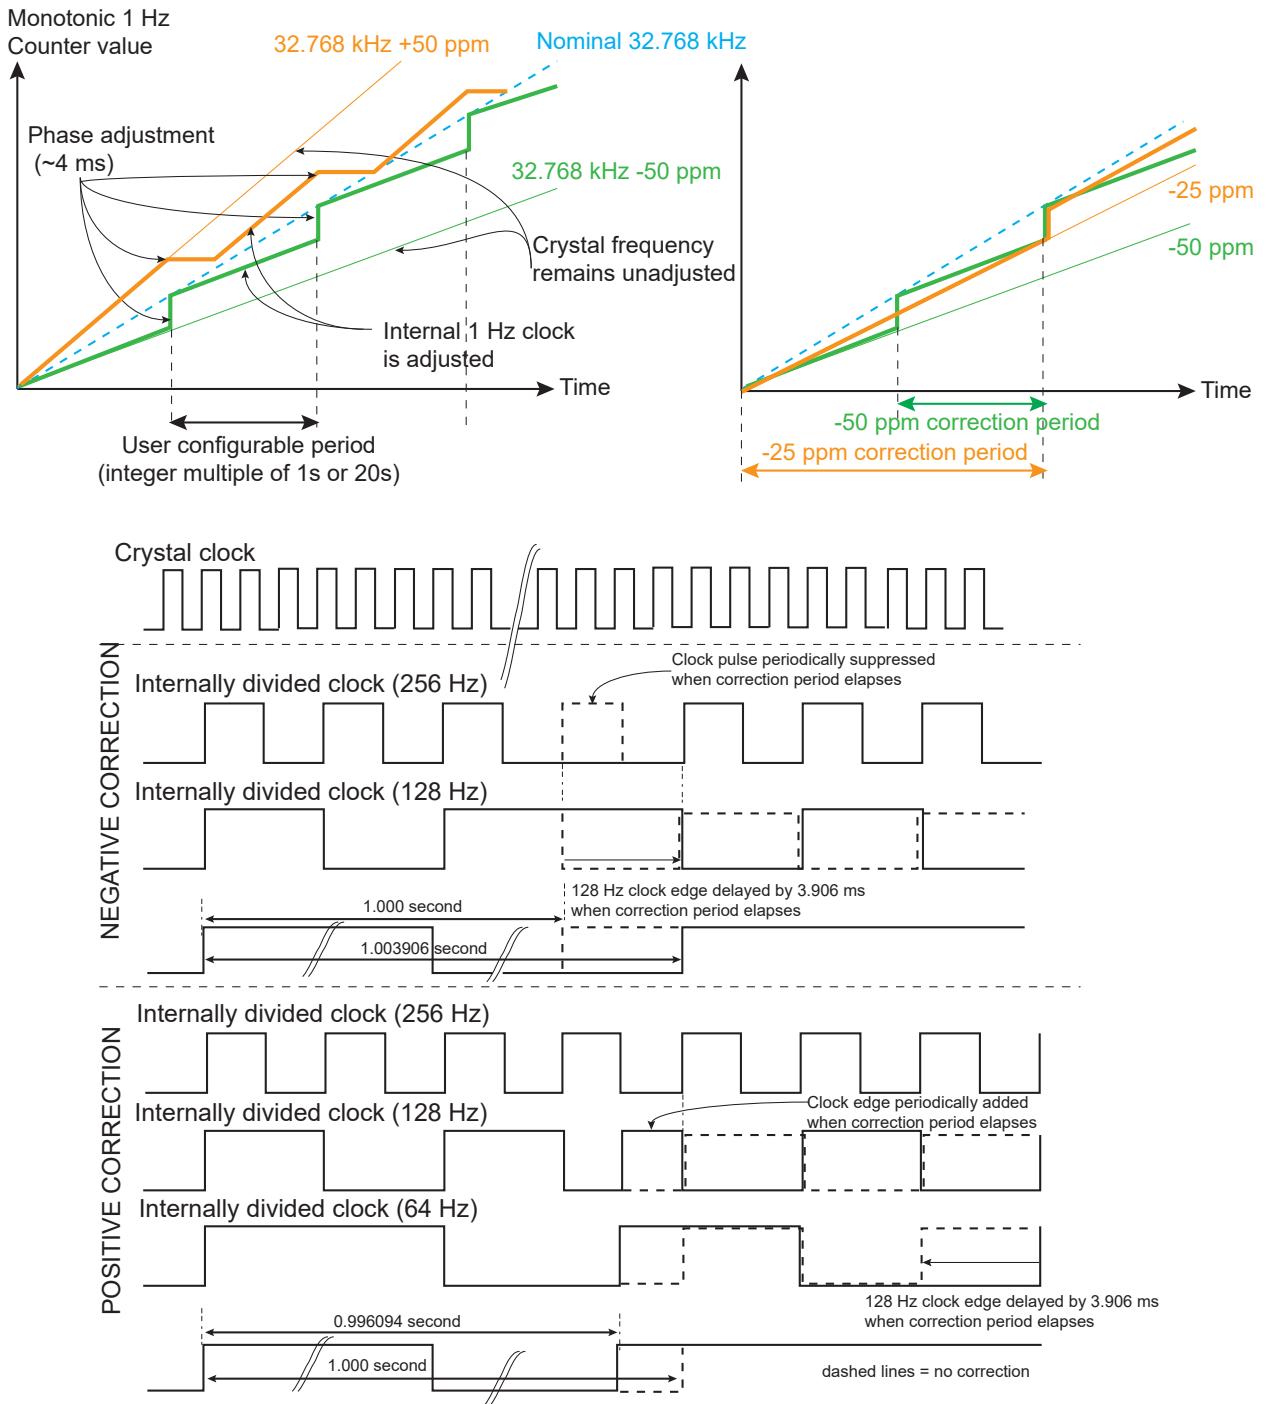 Monotonic 1 Hz
Counter value
32.768 kHz +50 ppm
Nominal 32.768 kHz
Phase adjustment
(~4 ms)
32.768 kHz -50 ppm
Crystal frequency
remains unadjusted
Internal 1 Hz clock
is adjusted
Time
User configurable period
(integer multiple of 1s or 20s)
-25 ppm
-50 ppm
Time
-50 ppm correction period
-25 ppm correction period
Crystal clock
NEGATIVE CORRECTION
Internally divided clock (256 Hz)
Clock pulse periodically suppressed
when correction period elapses
Internally divided clock (128 Hz)
128 Hz clock edge delayed by 3.906 ms
when correction period elapses
1.000 second
1.003906 second
POSITIVE CORRECTION
Internally divided clock (256 Hz)
Internally divided clock (128 Hz)
Clock edge periodically added
when correction period elapses
Internally divided clock (64 Hz)
128 Hz clock edge delayed by 3.906 ms
when correction period elapses
0.996094 second
1.000 second
dashed lines = no correction